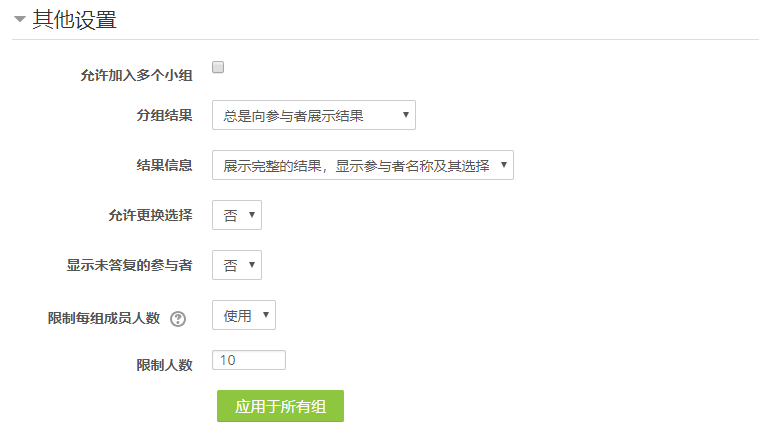 其他设置
允许加入多个小组
分组结果 总是向参与者展示结果
结果信息 展示完整的结果，显示参与者名称及其选择
允许更换选择 否
显示未答复的参与者 否
限制每组成员人数 ? 使用
限制人数 10
应用于所有组